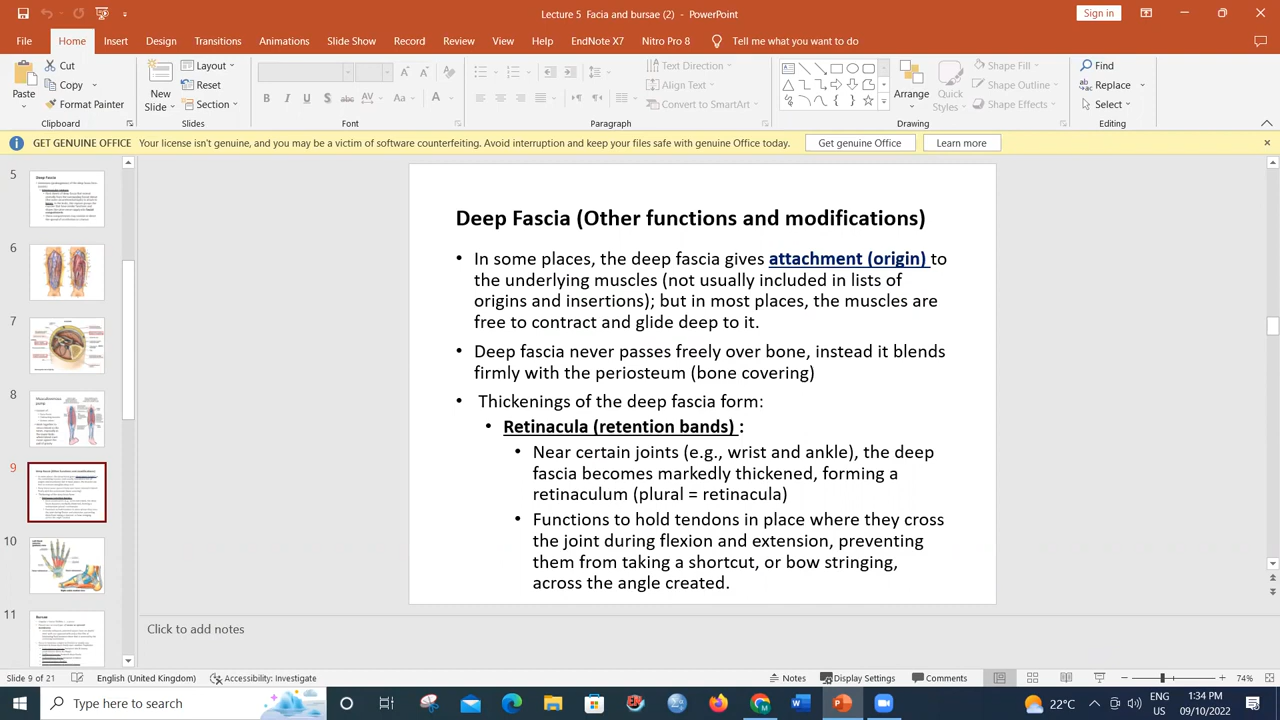 Lecture 5 Facia and bursae (2) - PowerPoint
Sign in
File Home Insert Design Transitions Animations Slide Show Record Review View Help EndNote X7 Nitro Pro 8 Tell me what you want to do
Paste
Cut
Copy
Format Painter
Clipboard
New
Slide
Layout
Reset
Section
Slides
Font
Text Direction
Align Text
Convert to SmartArt
Paragraph
Arrange
Quick
Styles
Shape Fill
Shape Outline
Shape Effects
Drawing
Find
Replace
Select
Editing
GET GENUINE OFFICE Your license isn't genuine, and you may be a victim of software counterfeiting. Avoid interruption and keep your files safe with genuine Office today. Get genuine Office Learn more
5
6
7
8
9
10
11
Deep Fascia (Other functions and modifications)
• In some places, the deep fascia gives attachment (origin) to
the underlying muscles (not usually included in lists of
origins and insertions); but in most places, the muscles are
free to contract and glide deep to it.
• Deep fascia never passes freely over bone, instead it blends
firmly with the periosteum (bone covering)
• Thickenings of the deep fascia form:
Retinacula (retention bands) :
• Near certain joints (e.g., wrist and ankle), the deep
fascia becomes markedly thickened, forming a
retinaculum (plural = retinacula)
• Functions to hold tendons in place where they cross
the joint during flexion and extension, preventing
them from taking a shortcut, or bow stringing,
across the angle created.
Click to add
Slide 9 of 21 English (United Kingdom) Accessibility: Investigate Notes Display Settings Comments 74%
Type here to search
22°C
ENG
US
1:34 PM
09/10/2022